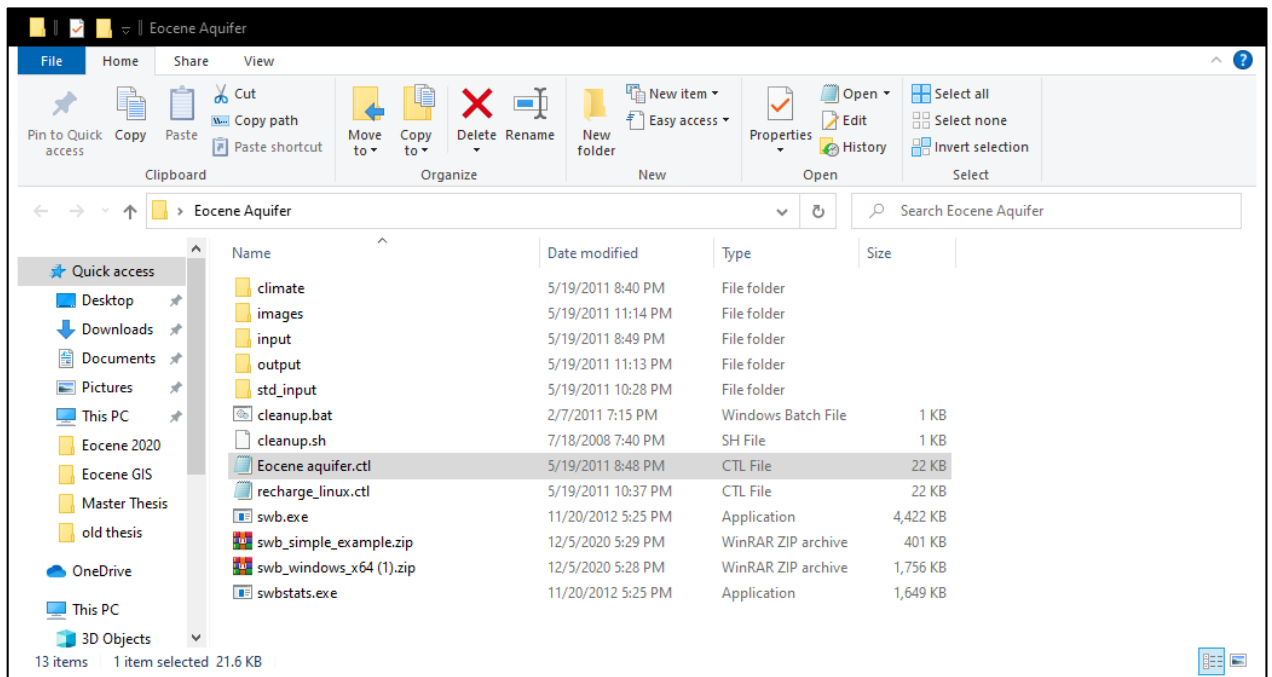 Eocene Aquifer
File Home Share View
Pin to Quick access Copy Paste Cut
Copy path
Paste shortcut
Move to Copy to Delete Rename New folder New item
Easy access
Properties Open
Edit
History
Select all
Select none
Invert selection
Clipboard Organize New Open Select
Eocene Aquifer Search Eocene Aquifer
Name Date modified Type Size
Quick access
Desktop
Downloads
Documents
Pictures
This PC
Eocene 2020
Eocene GIS
Master Thesis
old thesis
OneDrive
This PC
3D Objects
climate 5/19/2011 8:40 PM File folder
images 5/19/2011 11:14 PM File folder
input 5/19/2011 8:49 PM File folder
output 5/19/2011 11:13 PM File folder
std_input 5/19/2011 10:28 PM File folder
cleanup.bat 2/7/2011 7:15 PM Windows Batch File 1 KB
cleanup.sh 7/18/2008 7:40 PM SH File 1 KB
Eocene aquifer.ctl 5/19/2011 8:48 PM CTL File 22 KB
recharge_linux.ctl 5/19/2011 10:37 PM CTL File 22 KB
swb.exe 11/20/2012 5:25 PM Application 4,422 KB
swb_simple_example.zip 12/5/2020 5:29 PM WinRAR ZIP archive 401 KB
swb_windows_x64 (1).zip 12/5/2020 5:28 PM WinRAR ZIP archive 1,756 KB
swbstats.exe 11/20/2012 5:25 PM Application 1,649 KB
13 items 1 item selected 21.6 KB